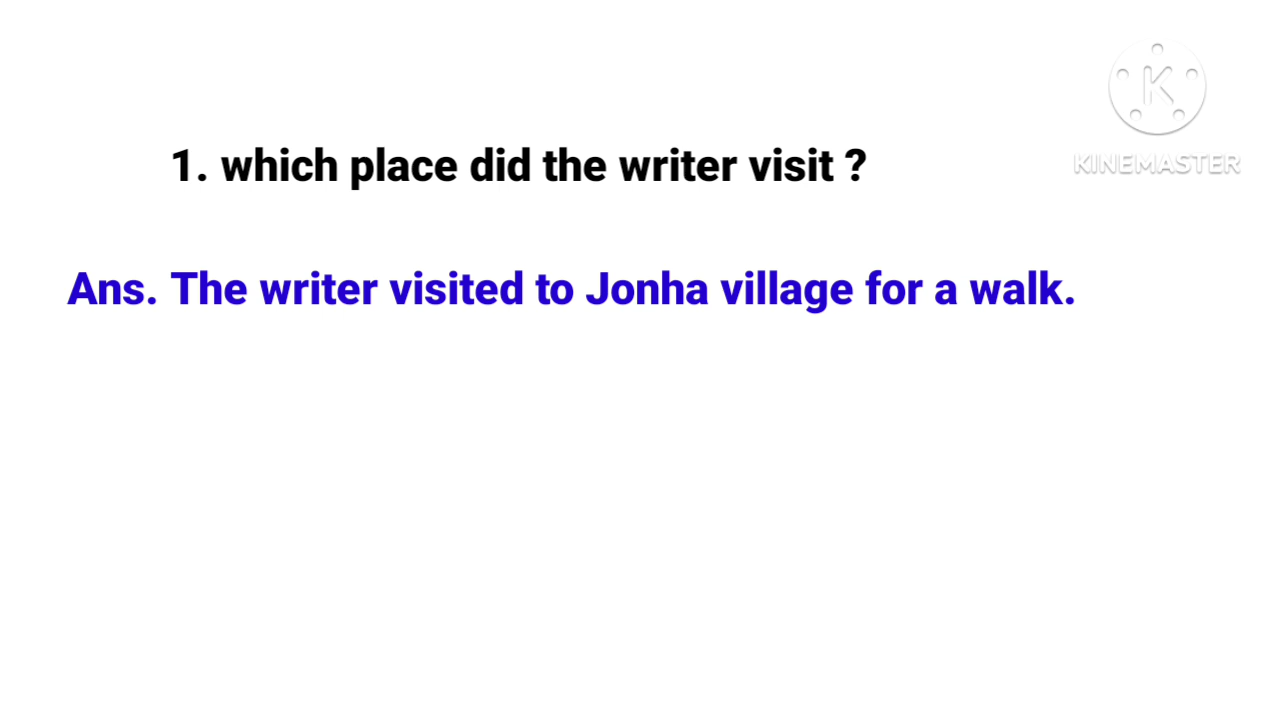 KINEMASTER
1. which place did the writer visit ?
Ans. The writer visited to Jonha village for a walk.